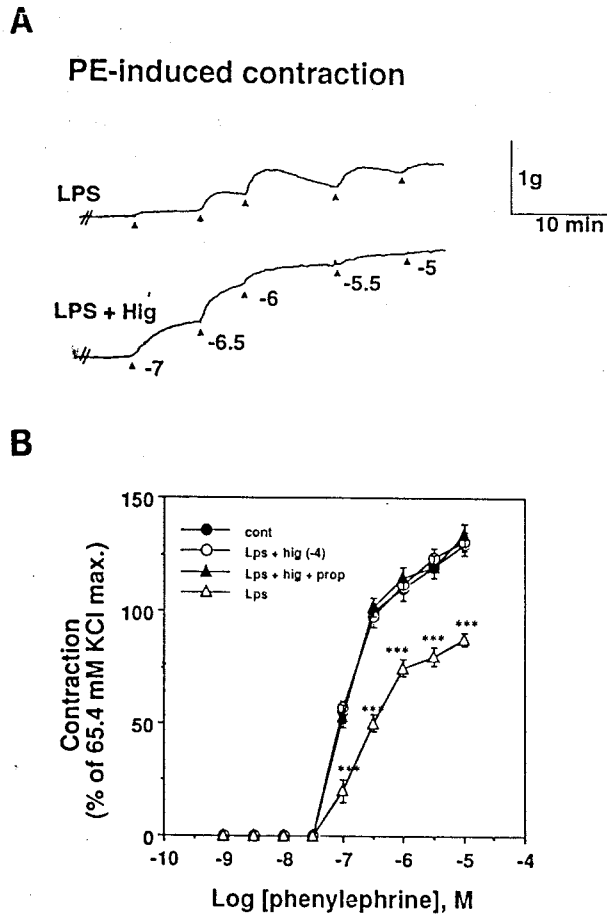 A
PE-induced contraction
LPS
1g
10 min
LPS + Hig
-7
-6.5
-6
-5.5
-5
B
150
100
50
0
Contraction
(% of 65.4 mM KCl max.)
cont
Lps + hig (-4)
Lps + hig + prop
Lps
***
***
***
***
***
-10
-9
-8
-7
-6
-5
-4
Log [phenylephrine], M